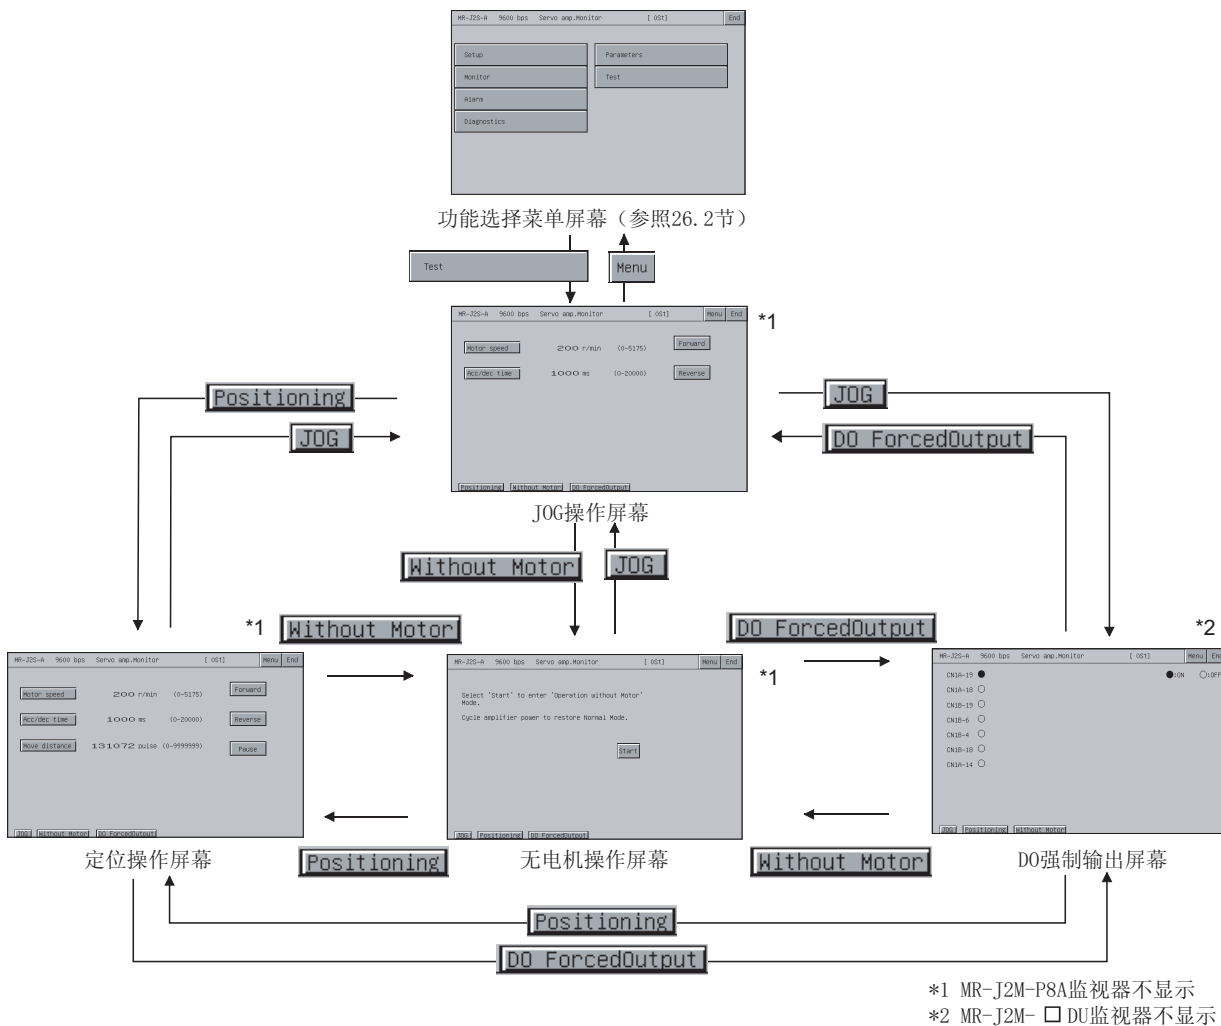 MR-J2S-A 9600 bps Servo amp.Monitor [ OSt] End
Setup Parameters
Monitor Test
Alarm
Diagnostics
功能选择菜单屏幕（参照26.2节）
Test Menu
MR-J2S-A 9600 bps Servo amp.Monitor [ OSt] Menu End
*1
Motor speed 200 r/min (0-5175) Forward
Acc/dec time 1000 ms (0-20000) Reverse
Positioning Without Motor DO ForcedOutput
JOG操作屏幕
Positioning
JOG
JOG
DO ForcedOutput
Without Motor JOG
*1
Without Motor
DO ForcedOutput
*2
MR-J2S-A 9600 bps Servo amp.Monitor [ OSt] Menu End
Motor speed 200 r/min (0-5175) Forward
Acc/dec time 1000 ms (0-20000) Reverse
Move distance 131072 pulse (0-9999999) Pause
JOG Without Motor DO ForcedOutput
定位操作屏幕
MR-J2S-A 9600 bps Servo amp.Monitor [ OSt] Menu End
*1
Select 'Start' to enter 'Operation without Motor'
Mode.
Cycle amplifier power to restore Normal Mode.
Start
JOG Positioning DO ForcedOutput
无电机操作屏幕
MR-J2S-A 9600 bps Servo amp.Monitor [ OSt] Menu End
CN1A-19 ● ●:ON ○:OFF
CN1A-18 ○
CN1B-19 ○
CN1B-6 ○
CN1B-4 ○
CN1B-18 ○
CN1A-14 ○
JOG Positioning Without Motor
DO强制输出屏幕
Positioning
Without Motor
Positioning
DO ForcedOutput
*1 MR-J2M-P8A监视器不显示
*2 MR-J2M-□DU监视器不显示